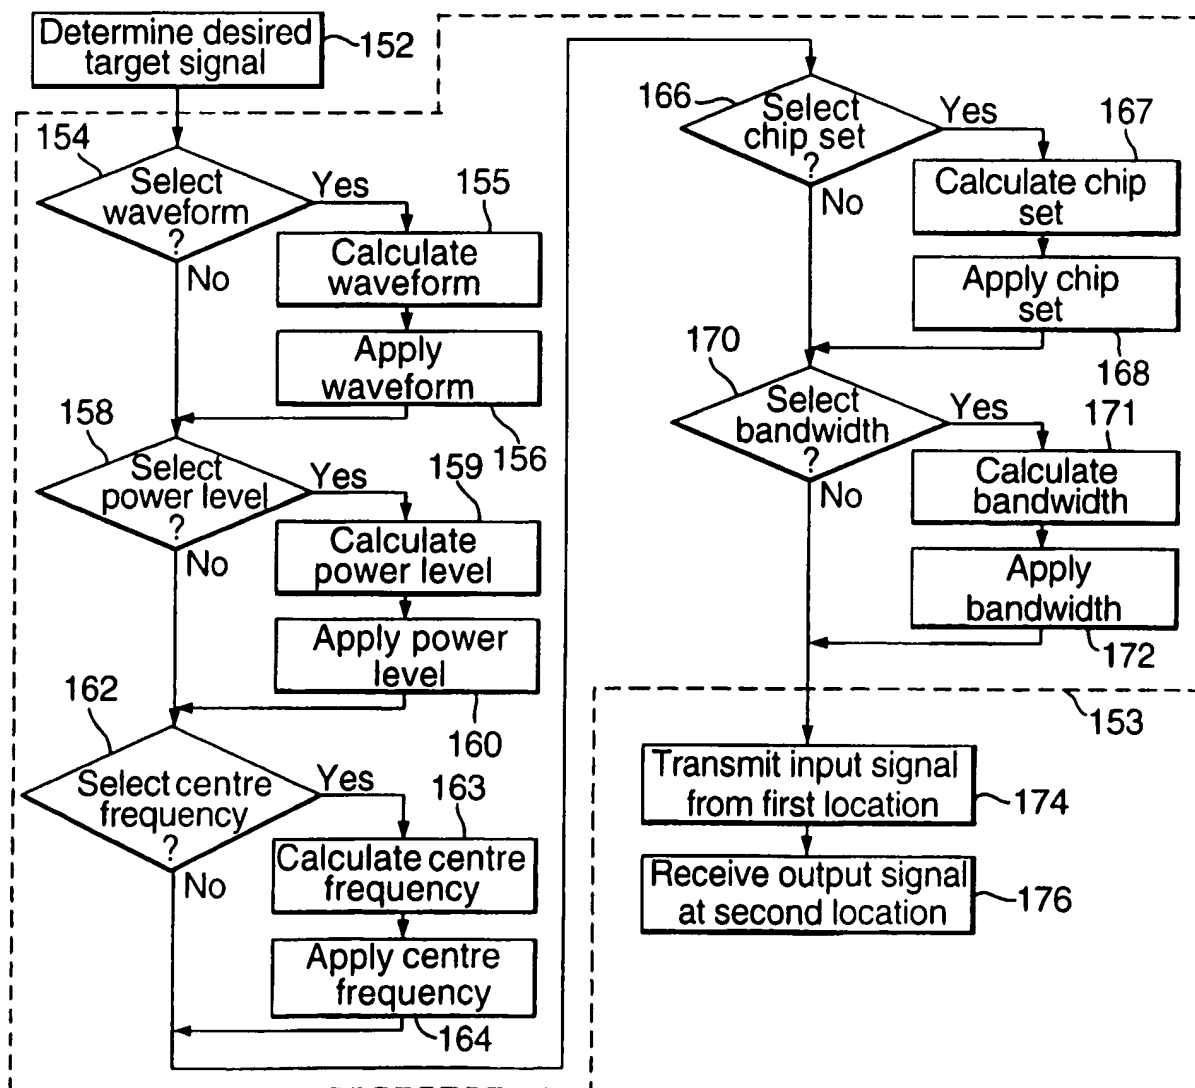 Determine desired
target signal
152
154
Select
waveform
?
Yes
No
155
Calculate
waveform
Apply
waveform
156
158
Select
power level
?
Yes
No
159
Calculate
power level
Apply power
level
160
162
Select centre
frequency
?
Yes
No
163
Calculate centre
frequency
Apply centre
frequency
164
166
Select
chip set
?
Yes
No
167
Calculate chip
set
Apply chip
set
168
170
Select
bandwidth
?
Yes
No
171
Calculate
bandwidth
Apply
bandwidth
172
153
Transmit input signal
from first location
174
Receive output signal
at second location
176